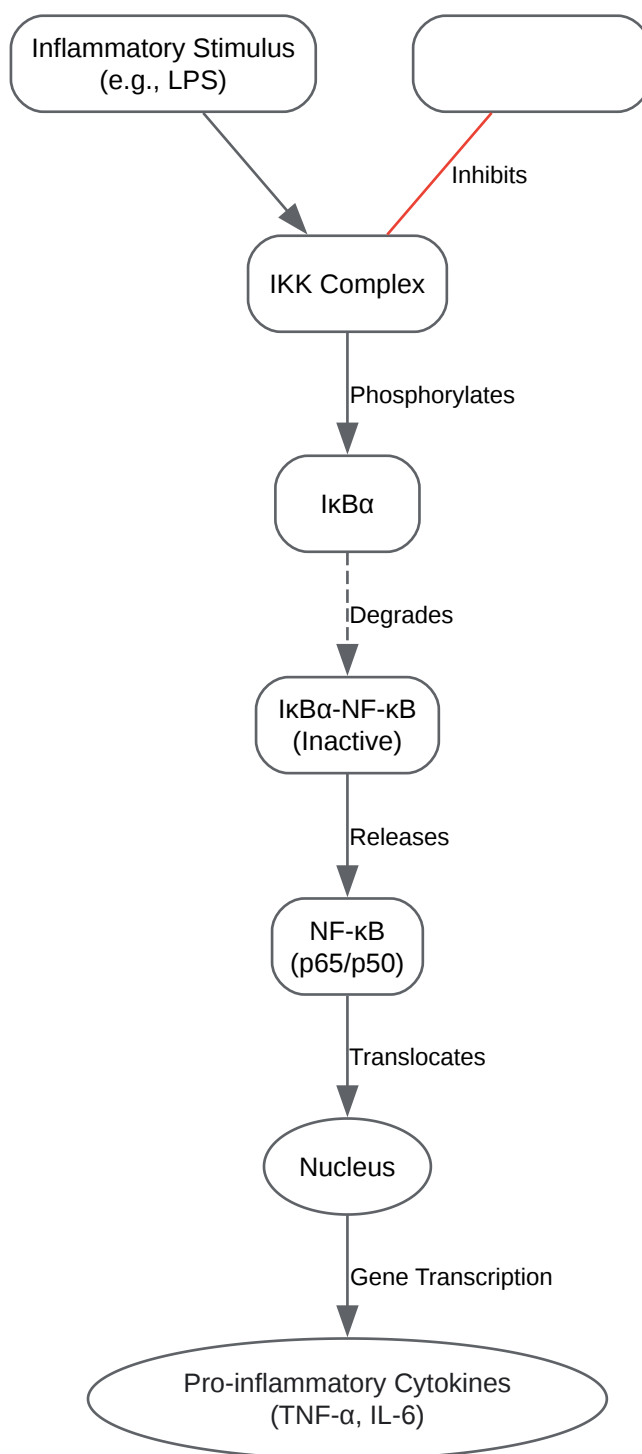 Inflammatory Stimulus
(e.g., LPS)
Inhibits
IKK Complex
Phosphorylates
IκBα
Degrades
IκBα-NF-κB
(Inactive)
Releases
NF-κB
(p65/p50)
Translocates
Nucleus
Gene Transcription
Pro-inflammatory Cytokines
(TNF-α, IL-6)